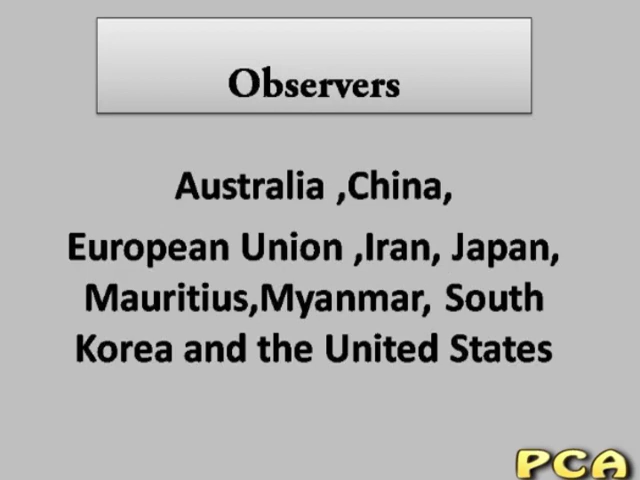 Observers
Australia ,China,
European Union ,Iran, Japan,
Mauritius,Myanmar, South
Korea and the United States
PCA